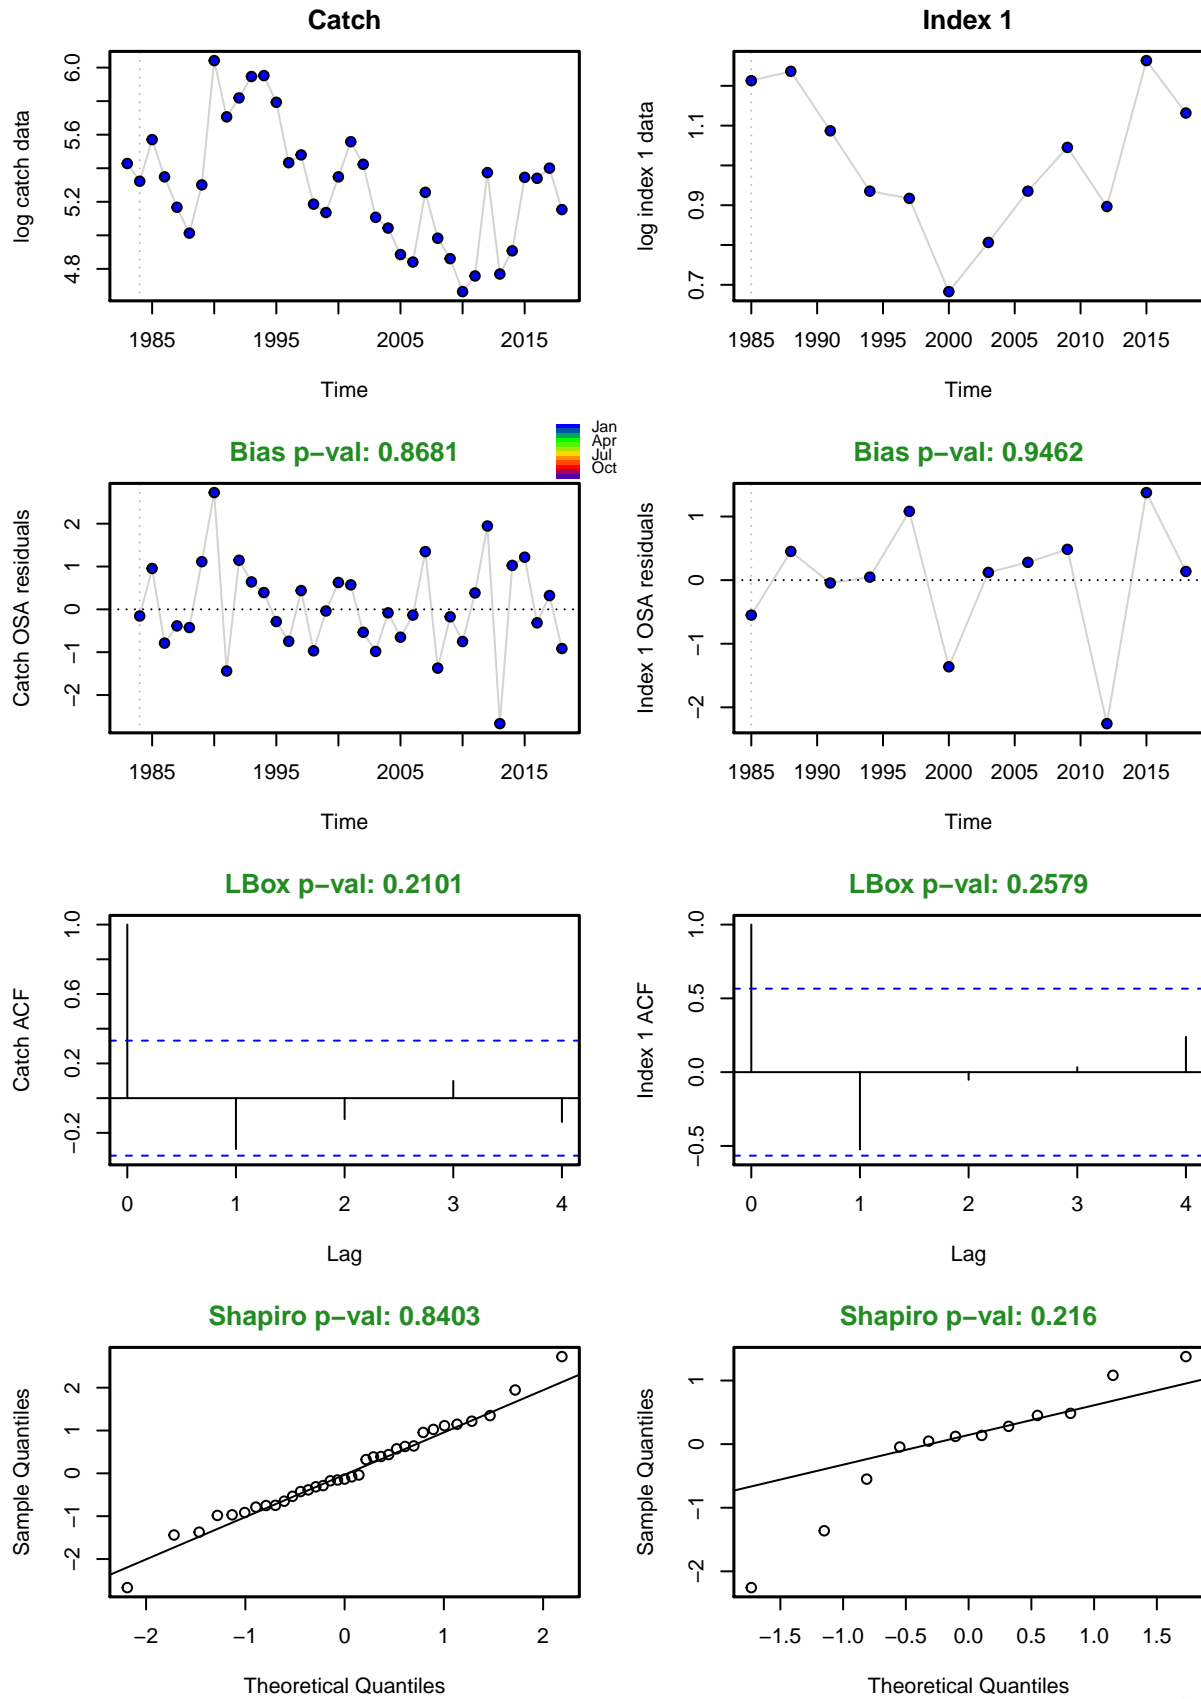 Catch
Index 1
log catch data
6.0
5.6
5.2
4.8
1985 1995 2005 2015
Time
log index 1 data
1.1
0.9
0.7
1985 1990 1995 2000 2005 2010 2015
Time
Bias p−val: 0.8681
Jan
Apr
Jul
Oct
Bias p−val: 0.9462
Catch OSA residuals
2
1
0
−1
−2
1985 1995 2005 2015
Time
Index 1 OSA residuals
1
0
−1
−2
1985 1990 1995 2000 2005 2010 2015
Time
LBox p−val: 0.2101
LBox p−val: 0.2579
Catch ACF
1.0
0.6
0.2
−0.2
0 1 2 3 4
Lag
Index 1 ACF
1.0
0.5
0.0
−0.5
0 1 2 3 4
Lag
Shapiro p−val: 0.8403
Shapiro p−val: 0.216
Sample Quantiles
2
1
0
−1
−2
−2 −1 0 1 2
Theoretical Quantiles
Sample Quantiles
1
0
−1
−2
−1.5 −1.0 −0.5 0.0 0.5 1.0 1.5
Theoretical Quantiles